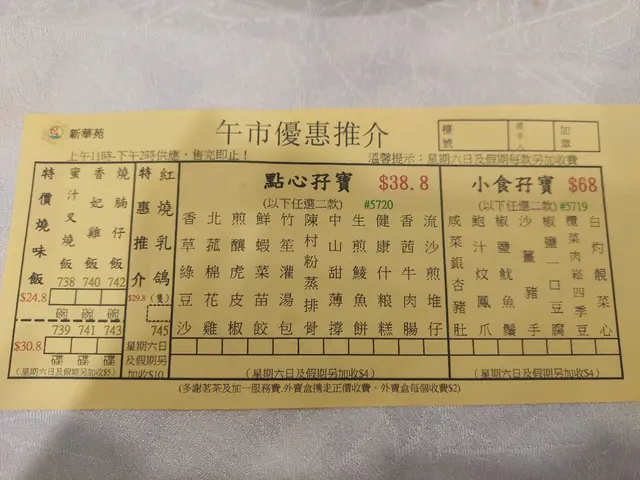 新華苑
午市優惠推介
上午11時-下午2時供應,售完即止!
溫馨提示:星期六日及假期每款另加收費
檯號
特價燒味飯
蜜汁叉燒飯
738
香妃雞飯
740
燒腩仔飯
742
$24.8
碗 碗 碗
739 741 743
$30.8
碟 碟 碟
(星期六日及假期另加收$5)
特惠推介
紅燒乳鴿
$29.8 (隻)
745
星期六日
及假期另
加收$10
點心孖寶 $38.8
(以下任選二款) #5720
香草綠豆沙
北菰棉花雞
煎釀虎皮椒
鮮蝦菜苗餃
竹笙灌湯包
陳村粉蒸排骨
中山甜薄撐
生煎鯪魚餅
健康什粮糕
香茜牛肉腸
流沙煎堆仔
(星期六日及假期另加收$4)
小食孖寶 $68
(以下任選二款) #5719
咸菜銀杏豬肚
鮑汁炆鳳爪
椒鹽魷魚鬚
沙薑豬手
椒鹽一口豆腐
欖菜肉崧四季豆
白灼靚菜心
(星期六日及假期另加收$4)
(多謝茗茶及加一服務費,外賣盒攜走正價收費,外賣盒每個收費$2)